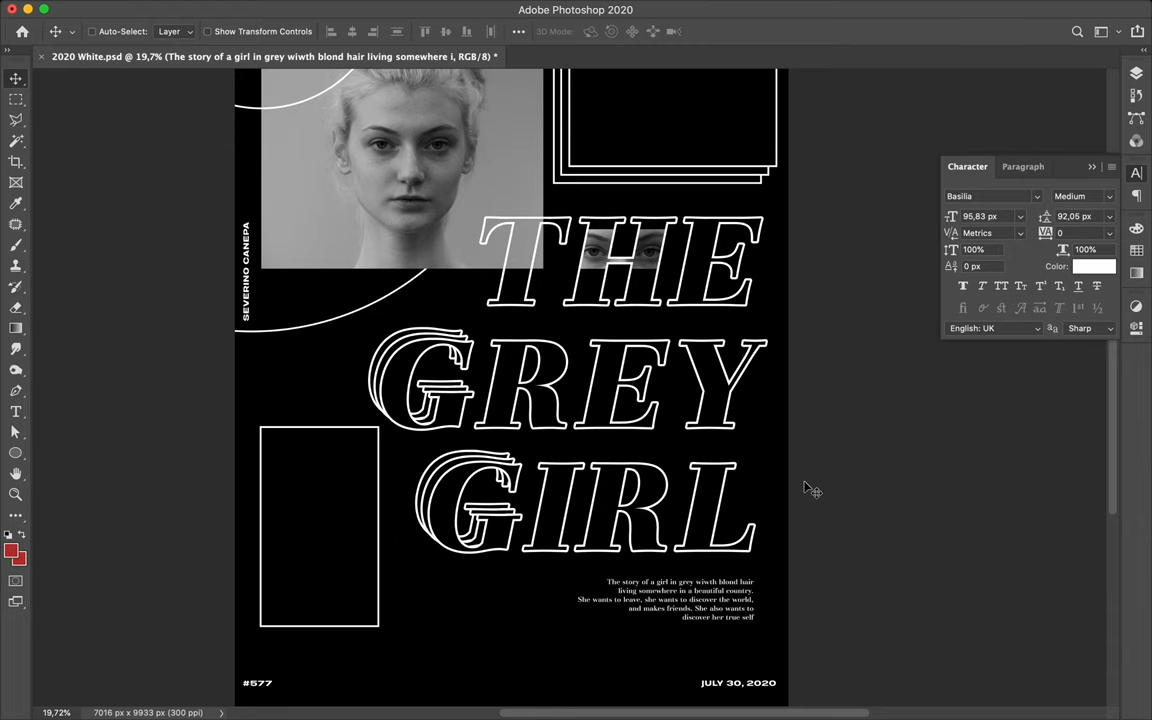 Adobe Photoshop 2020
Auto-Select:
Layer
Show Transform Controls
3D Mode:
2020 White.psd @ 19,7% (The story of a girl in grey wiwth blond hair living somewhere i, RGB/8) *
SEVERINO CANEPA
THE
GREY
GIRL
The story of a girl in grey wiwth blond hair
living somewhere in a beautiful country.
She wants to leave, she wants to discover the world,
and makes friends. She also wants to
discover her true self
#577
JULY 30, 2020
Character
Paragraph
Basilia
Medium
95,83 px
92,05 px
Metrics
0
100%
100%
0 px
Color:
English: UK
Sharp
19,72%
7016 px x 9933 px (300 ppi)